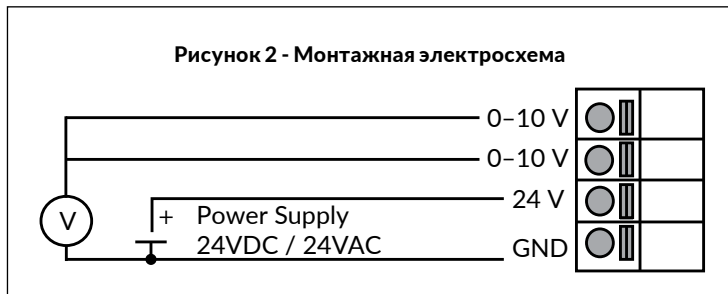 Рисунок 2 - Монтажная электросхема
0–10 V
0–10 V
24 V
V
+ Power Supply
24VDC / 24VAC
GND